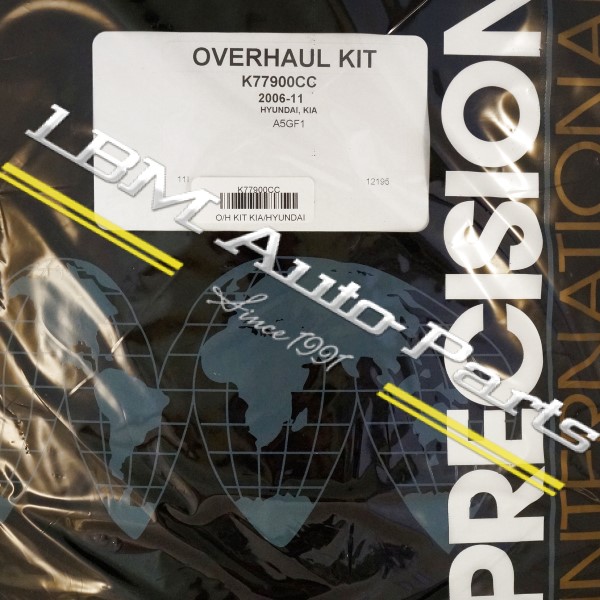 OVERHAUL KIT
K77900CC
2006-11
HYUNDAI, KIA
A5GF1
12195
K77900CC
O/H KIT KIA/HYUNDAI
1BM Auto Parts
Since 1991
PRECISION
INTERNATIONAL